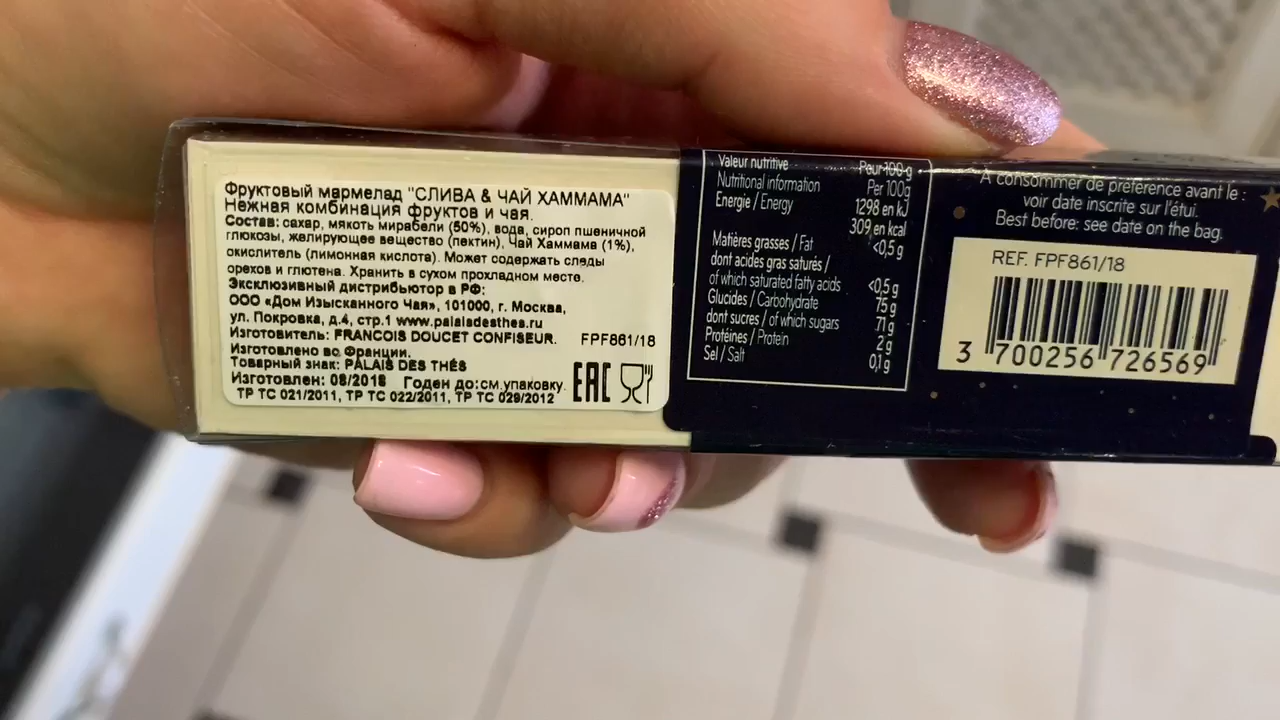 Фруктовый мармелад "СЛИВА & ЧАЙ ХАММАМА"
Нежная комбинация фруктов и чая.
Состав: сахар, мякоть мирабели (50%), вода, сироп пшеничной
глюкозы, желирующее вещество (пектин), Чай Хаммама (1%),
окислитель (лимонная кислота). Может содержать следы
орехов и глютена. Хранить в сухом прохладном месте.
Эксклюзивный дистрибьютор в РФ:
ООО «Дом Изысканного Чая», 101000, г. Москва,
ул. Покровка, д.4, стр.1 www.palaisdesthes.ru
Изготовитель: FRANCOIS DOUCET CONFISEUR. FPF861/18
Изготовлено во Франции.
Товарный знак: PALAIS DES THÉS
Изготовлен: 08/2018 Годен до:см.упаковку.
ТР ТС 021/2011, ТР ТС 022/2011, ТР ТС 029/2012
EAC
Valeur nutritive Pour 100 g
Nutritional information Per 100g
Energie / Energy 1298 en kJ
309 en kcal
Matières grasses / Fat <0,5 g
dont acides gras saturés /
of which saturated fatty acids <0,5 g
Glucides / Carbohydrate 75 g
dont sucres / of which sugars 71 g
Protéines / Protein 2 g
Sel / Salt 0,1 g
À consommer de préférence avant le :
voir date inscrite sur l'étui.
Best before: see date on the bag.
REF. FPF861/18
3 700256 726569